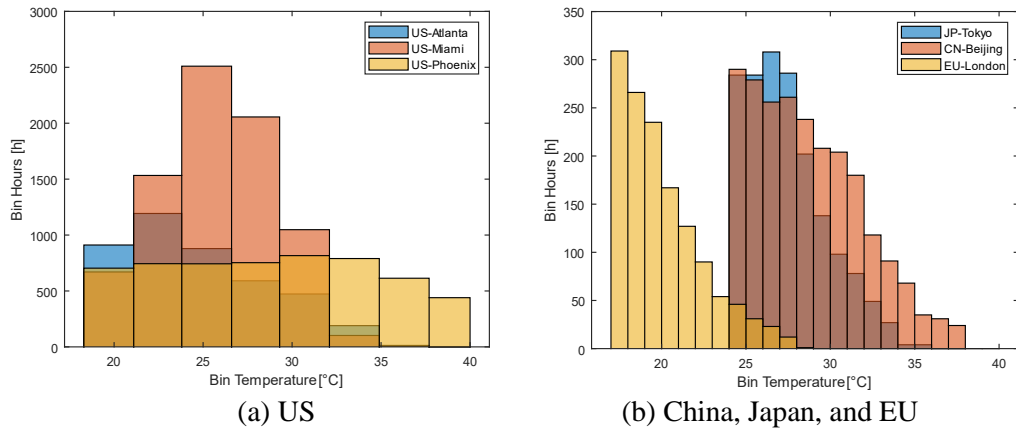 3000
2500
2000
1500
1000
500
0
Bin Hours [h]
US-Atlanta
US-Miami
US-Phoenix
20
25
30
35
40
Bin Temperature [°C]
(a) US
350
300
250
200
150
100
50
0
Bin Hours [h]
JP-Tokyo
CN-Beijing
EU-London
20
25
30
35
40
Bin Temperature [°C]
(b) China, Japan, and EU